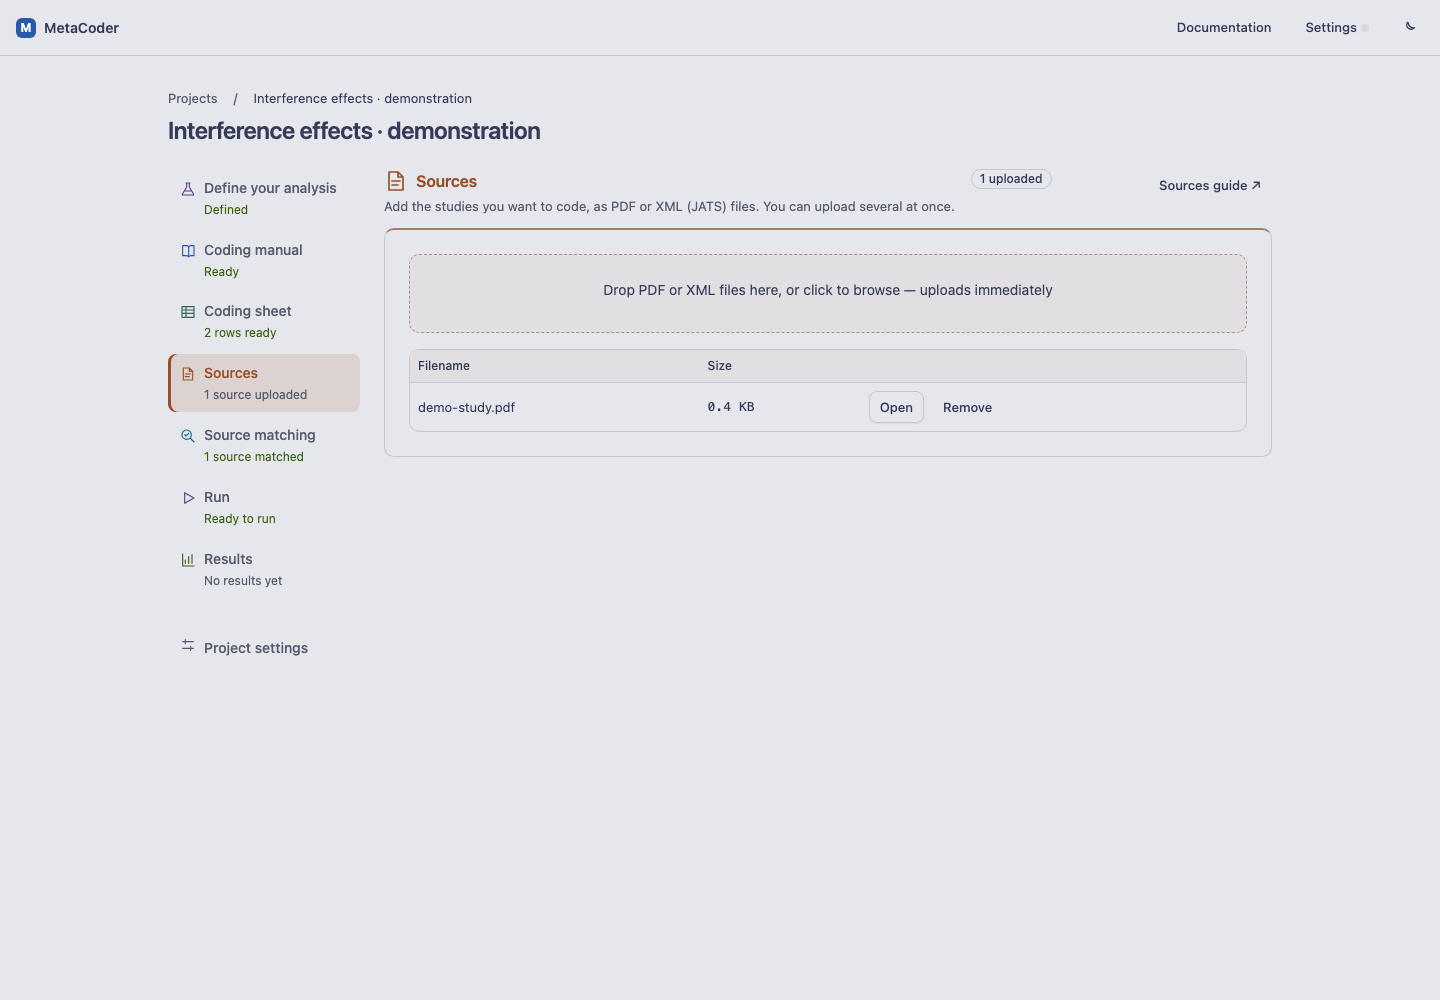 M MetaCoder
Documentation
Settings
Projects / Interference effects · demonstration
Interference effects · demonstration
Define your analysis
Defined
Coding manual
Ready
Coding sheet
2 rows ready
Sources
1 source uploaded
Source matching
1 source matched
Run
Ready to run
Results
No results yet
Project settings
Sources
1 uploaded
Sources guide ↗
Add the studies you want to code, as PDF or XML (JATS) files. You can upload several at once.
Drop PDF or XML files here, or click to browse — uploads immediately
Filename Size
demo-study.pdf 0.4 KB Open Remove